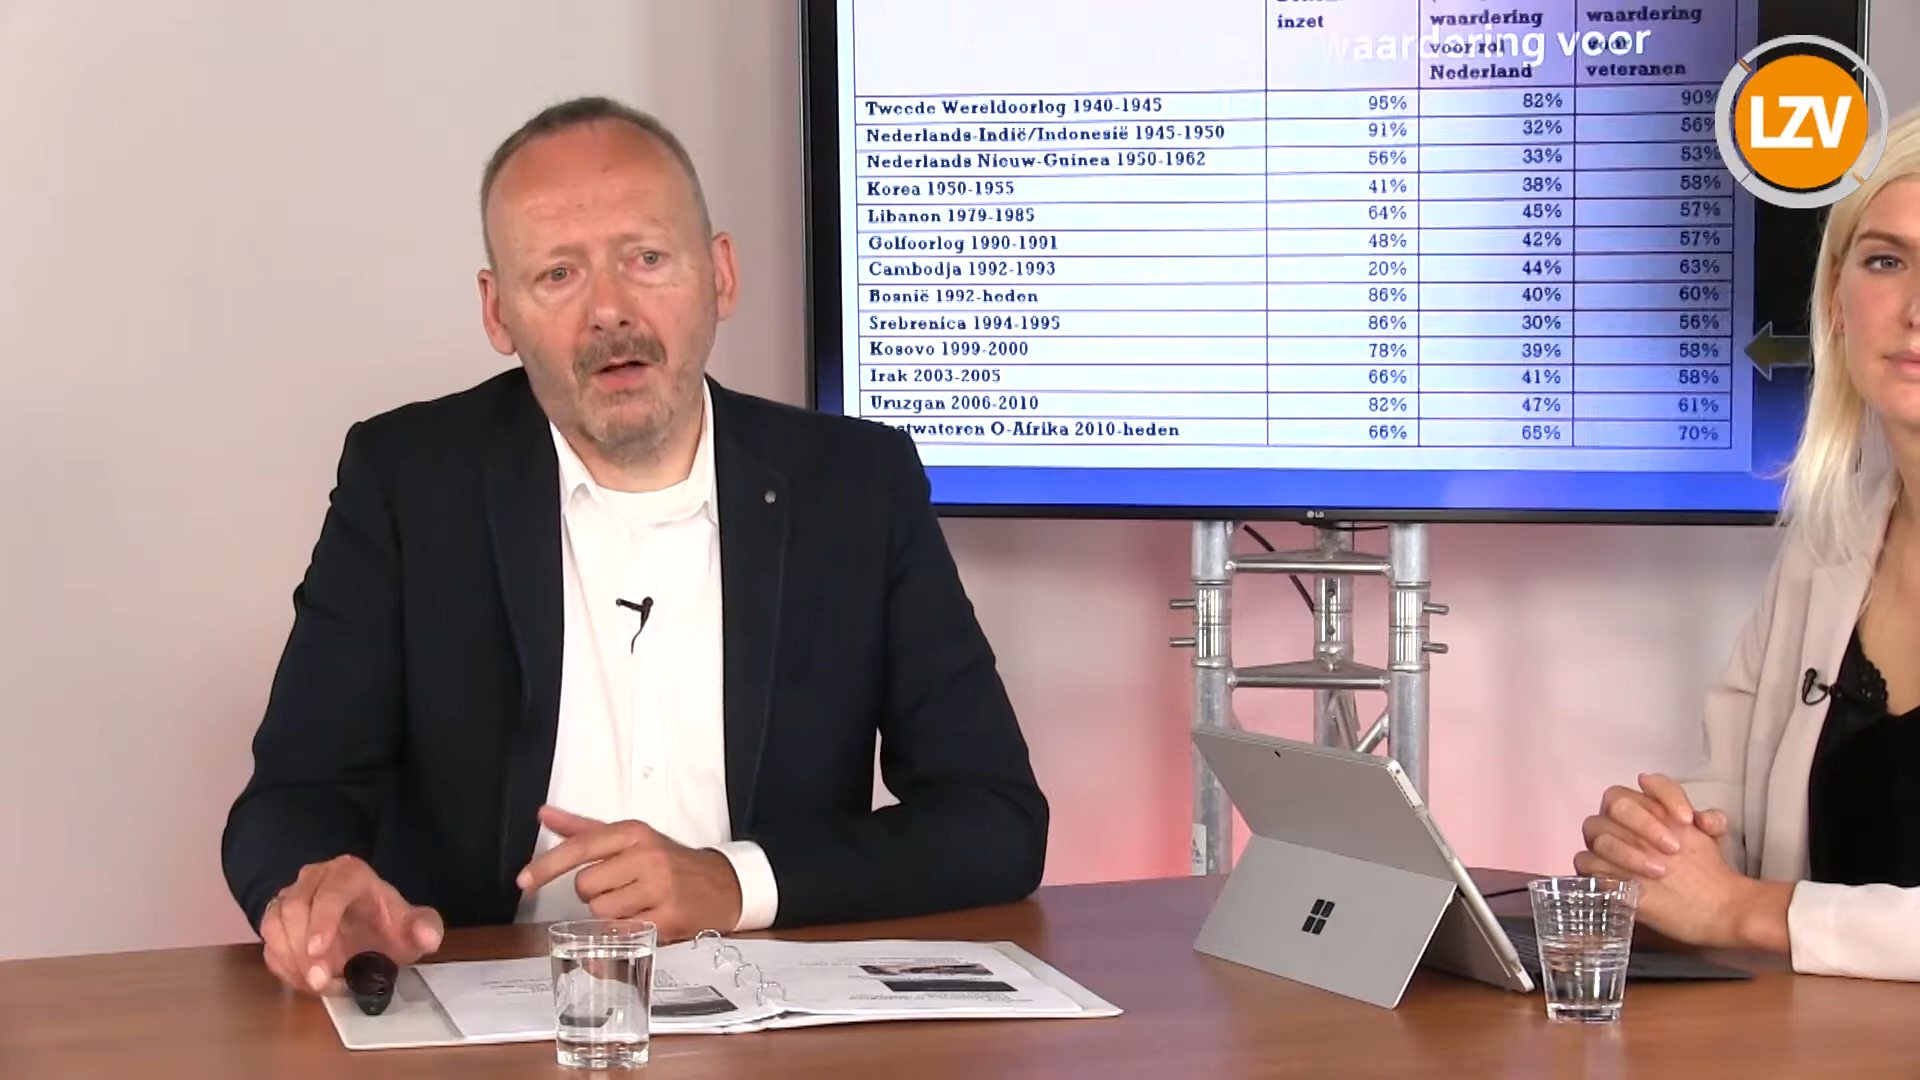 inzet
waardering
voor rol
Nederland
waardering
voor
veteranen
waardering voor
Tweede Wereldoorlog 1940-1945 95% 82% 90%
Nederlands-Indië/Indonesië 1945-1950 91% 32% 56%
Nederlands Nieuw-Guinea 1950-1962 56% 33% 53%
Korea 1950-1955 41% 38% 58%
Libanon 1979-1985 64% 45% 57%
Golfoorlog 1990-1991 48% 42% 57%
Cambodja 1992-1993 20% 44% 63%
Bosnië 1992-heden 86% 40% 60%
Srebrenica 1994-1995 86% 30% 56%
Kosovo 1999-2000 78% 39% 58%
Irak 2003-2005 66% 41% 58%
Uruzgan 2006-2010 82% 47% 61%
O-Afrika 2010-heden 66% 65% 70%
LZV
LG